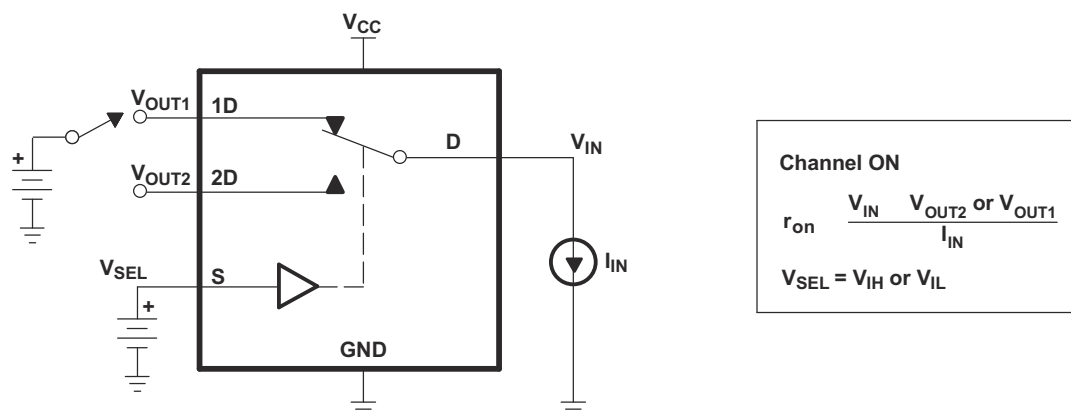 VCC
VOUT1
1D
+
VOUT2
2D
D
VIN
VSEL
S
+
IIN
GND
Channel ON
ron VIN VOUT2 or VOUT1
IIN
VSEL = VIH or VIL